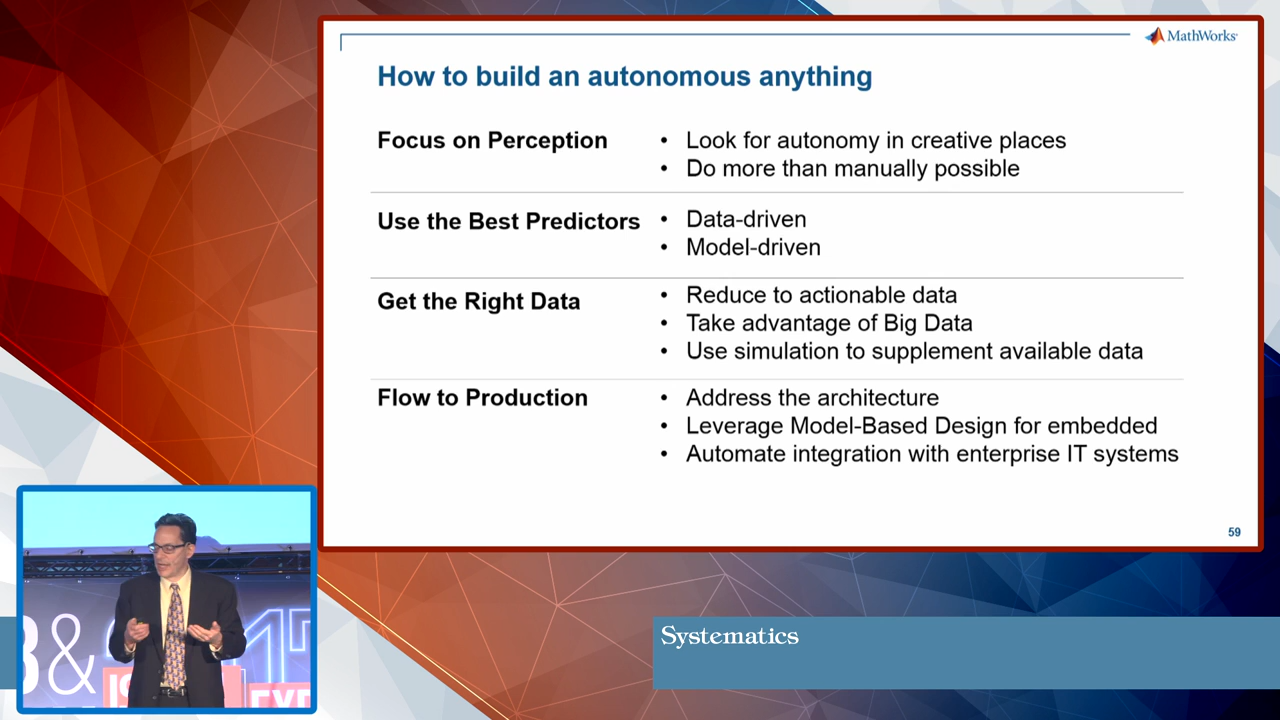 MathWorks
How to build an autonomous anything
Focus on Perception
• Look for autonomy in creative places
• Do more than manually possible
Use the Best Predictors
• Data-driven
• Model-driven
Get the Right Data
• Reduce to actionable data
• Take advantage of Big Data
• Use simulation to supplement available data
Flow to Production
• Address the architecture
• Leverage Model-Based Design for embedded
• Automate integration with enterprise IT systems
59
&
Systematics